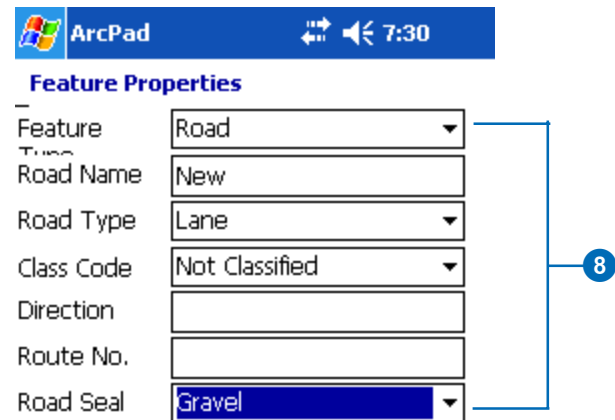 ArcPad 7:30
Feature Properties
Feature Road
Type
Road Name New
Road Type Lane
Class Code Not Classified
8
Direction
Route No.
Road Seal Gravel